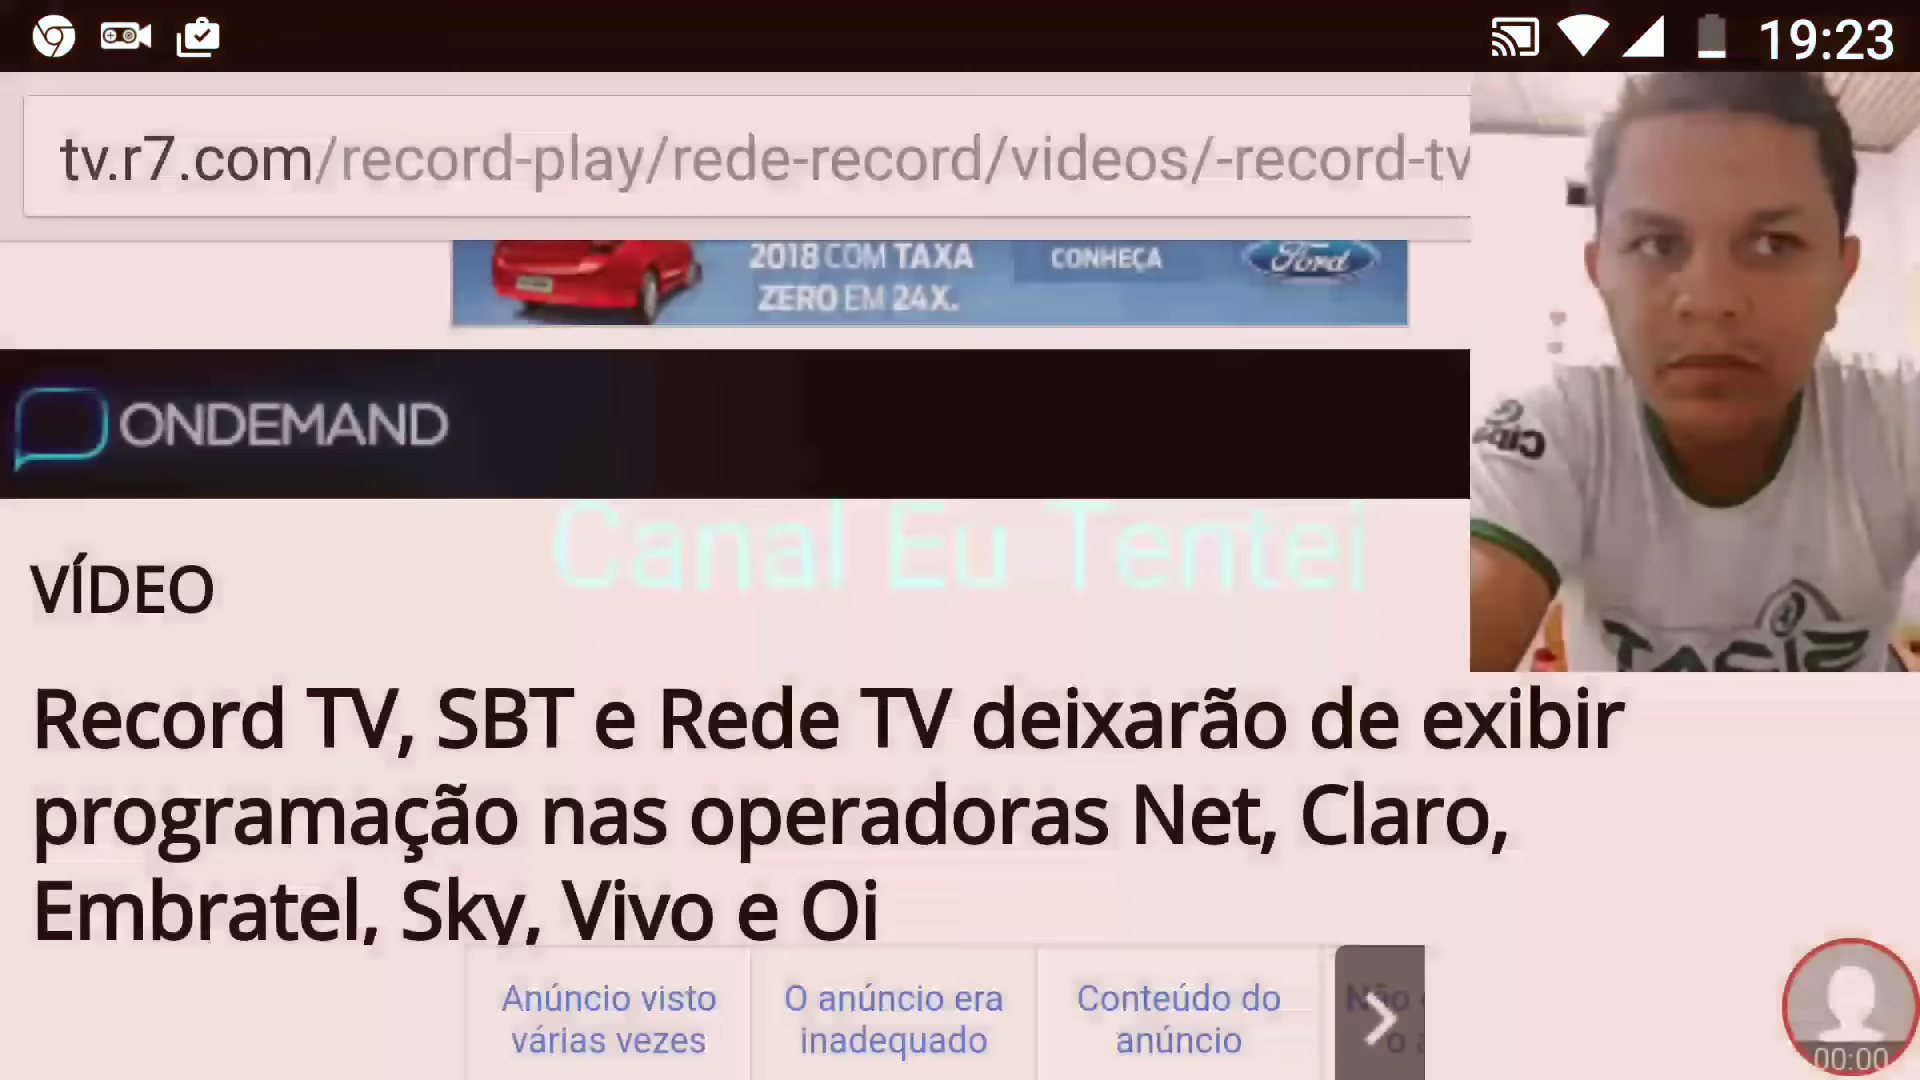 19:23
tv.r7.com/record-play/rede-record/videos/-record-tv
2018 COM TAXA
ZERO EM 24X.
CONHEÇA
Ford
ONDEMAND
Canal Eu Tentei
VÍDEO
Record TV, SBT e Rede TV deixarão de exibir
programação nas operadoras Net, Claro,
Embratel, Sky, Vivo e Oi
Anúncio visto
várias vezes
O anúncio era
inadequado
Conteúdo do
anúncio
Não
o a
00:00